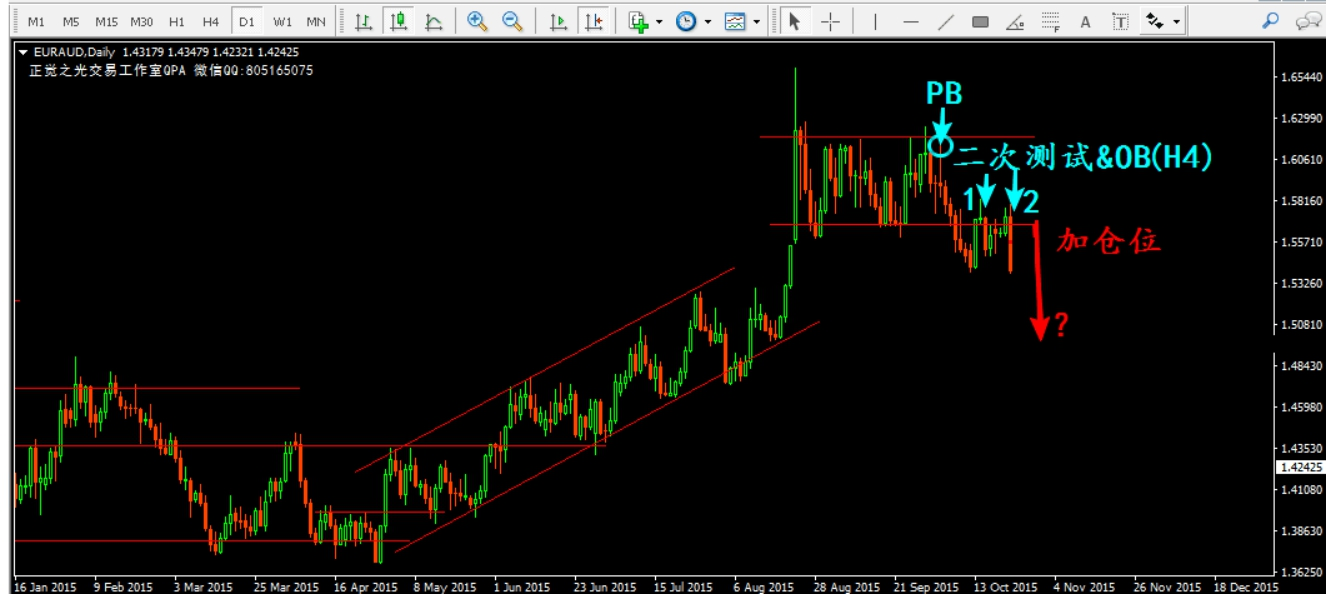 M1 M5 M15 M30 H1 H4 D1 W1 MN
EURAUD,Daily 1.43179 1.43479 1.42321 1.42425
正觉之光交易工作室QPA 微信QQ:805165075
PB
二次测试&OB(H4)
1 2
加仓位
?
1.65440
1.62990
1.60610
1.58160
1.55710
1.53260
1.50810
1.48430
1.45980
1.43530
1.42425
1.41080
1.38630
1.36250
16 Jan 2015 9 Feb 2015 3 Mar 2015 25 Mar 2015 16 Apr 2015 8 May 2015 1 Jun 2015 23 Jun 2015 15 Jul 2015 6 Aug 2015 28 Aug 2015 21 Sep 2015 13 Oct 2015 4 Nov 2015 26 Nov 2015 18 Dec 2015